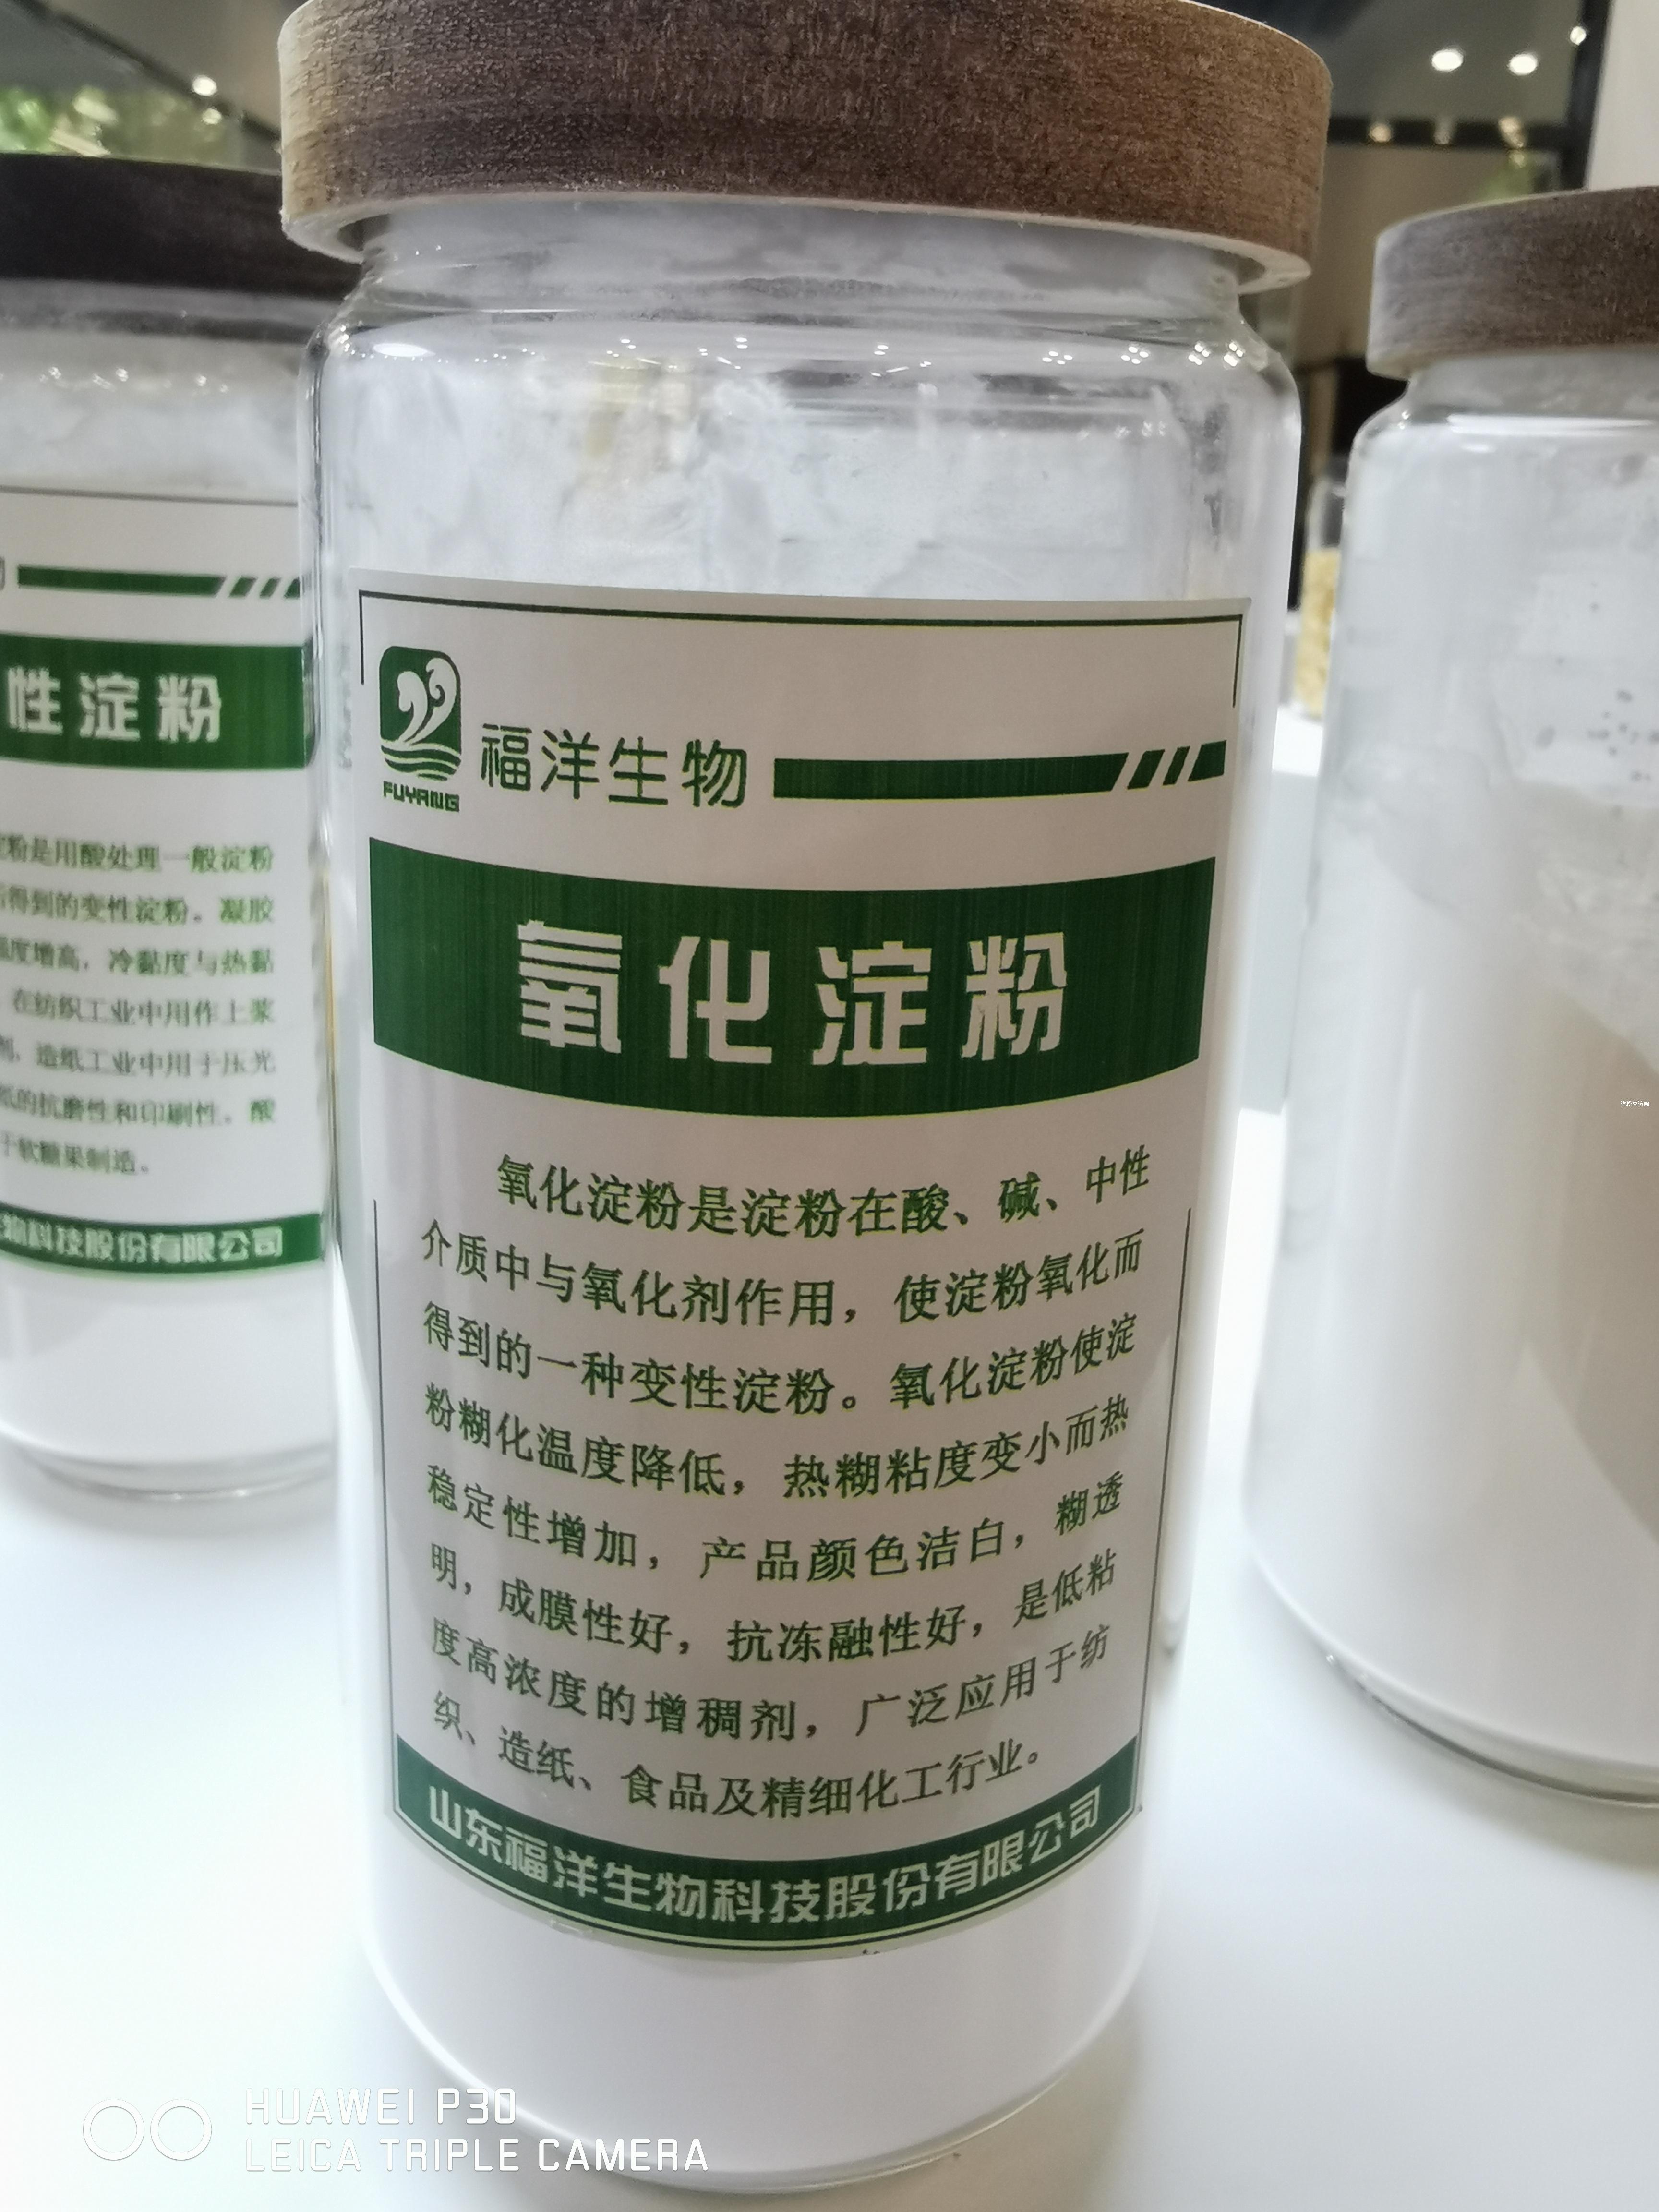 性淀粉
粉是用酸处理一般淀粉
得到的变性淀粉。凝胶
度增高，冷黏度与热黏
在纺织工业中用作上浆
剂，造纸工业中用于压光
纸的抗磨性和印刷性。酸
于软糖果制造。
物科技股份有限公司
FUYANG
福洋生物
氧化淀粉
氧化淀粉是淀粉在酸、碱、中性
介质中与氧化剂作用，使淀粉氧化而
得到的一种变性淀粉。氧化淀粉使淀
粉糊化温度降低，热糊粘度变小而热
稳定性增加，产品颜色洁白，糊透
明，成膜性好，抗冻融性好，是低粘
度高浓度的增稠剂，广泛应用于纺
织、造纸、食品及精细化工行业。
山东福洋生物科技股份有限公司
HUAWEI P30
LEICA TRIPLE CAMERA